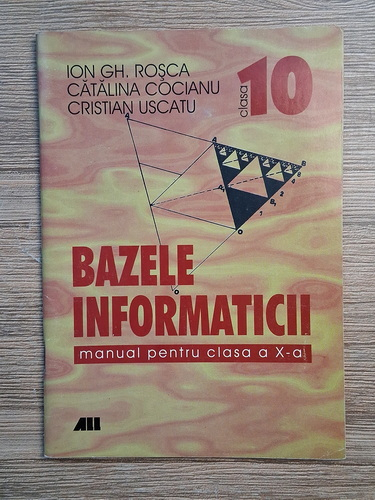 ION GH. ROȘCA
CĂTĂLINA COCIANU
CRISTIAN USCATU
clasa 10
BAZELE
INFORMATICII
manual pentru clasa a X-a
ALL